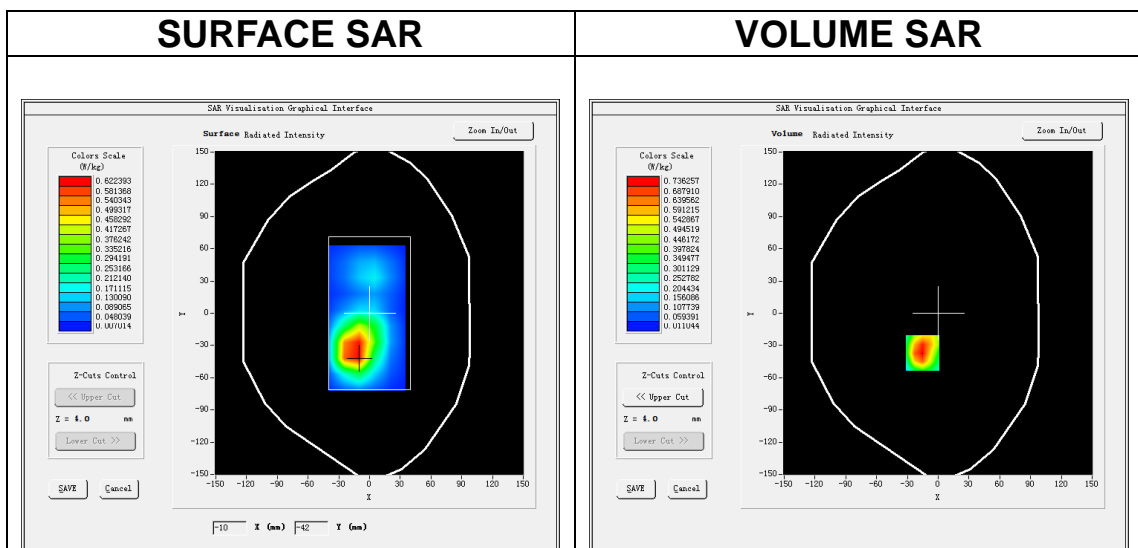 SURFACE SAR
VOLUME SAR
SAR Visualisation Graphical Interface
Surface Radiated Intensity
Zoom In/Out
Colors Scale
(W/kg)
0.622393
0.581368
0.540343
0.499317
0.458292
0.417267
0.376242
0.335216
0.294191
0.253166
0.212140
0.171115
0.130090
0.089065
0.048039
0.007014
150
120
90
60
30
0
-30
-60
-90
-120
-150
Y
-150 -120 -90 -60 -30 0 30 60 90 120 150
X
Z-Cuts Control
<< Upper Cut
Z = 4.0 mm
Lower Cut >>
SAVE Cancel
-10 X (mm) -42 Y (mm)
SAR Visualisation Graphical Interface
Volume Radiated Intensity
Zoom In/Out
Colors Scale
(W/kg)
0.736257
0.687910
0.639562
0.591215
0.542867
0.494519
0.446172
0.397824
0.349477
0.301129
0.252782
0.204434
0.156086
0.107739
0.059391
0.011044
150
120
90
60
30
0
-30
-60
-90
-120
-150
Y
-150 -120 -90 -60 -30 0 30 60 90 120 150
X
Z-Cuts Control
<< Upper Cut
Z = 4.0 mm
Lower Cut >>
SAVE Cancel